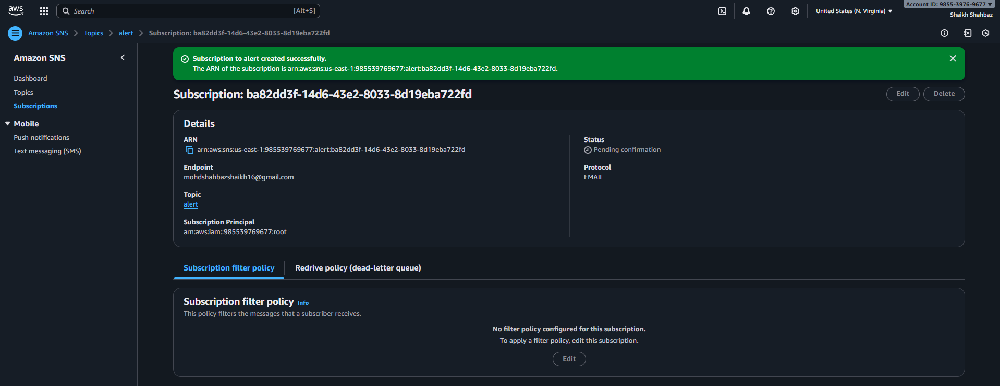 aws
Search
[Alt+S]
United States (N. Virginia)
Account ID: 9855-3976-9677
Shaikh Shahbaz
Amazon SNS
Topics
alert
Subscription: ba82dd3f-14d6-43e2-8033-8d19eba722fd
Amazon SNS
Dashboard
Topics
Subscriptions
Mobile
Push notifications
Text messaging (SMS)
Subscription to alert created successfully.
The ARN of the subscription is arn:aws:sns:us-east-1:985539769677:alert:ba82dd3f-14d6-43e2-8033-8d19eba722fd.
Subscription: ba82dd3f-14d6-43e2-8033-8d19eba722fd
Edit
Delete
Details
ARN
arn:aws:sns:us-east-1:985539769677:alert:ba82dd3f-14d6-43e2-8033-8d19eba722fd
Endpoint
mohdshahbazshaikh16@gmail.com
Topic
alert
Subscription Principal
arn:aws:iam::985539769677:root
Status
Pending confirmation
Protocol
EMAIL
Subscription filter policy
Redrive policy (dead-letter queue)
Subscription filter policy Info
This policy filters the messages that a subscriber receives.
No filter policy configured for this subscription.
To apply a filter policy, edit this subscription.
Edit